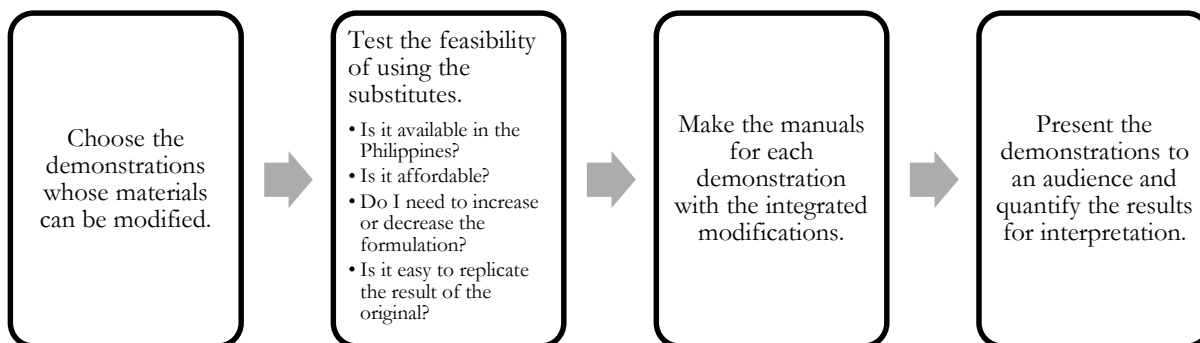 Choose the
demonstrations
whose materials
can be modified.
Test the feasibility
of using the
substitutes.
• Is it available in the
Philippines?
• Is it affordable?
• Do I need to increase
or decrease the
formulation?
• Is it easy to replicate
the result of the
original?
Make the manuals
for each
demonstration
with the integrated
modifications.
Present the
demonstrations to
an audience and
quantify the results
for interpretation.